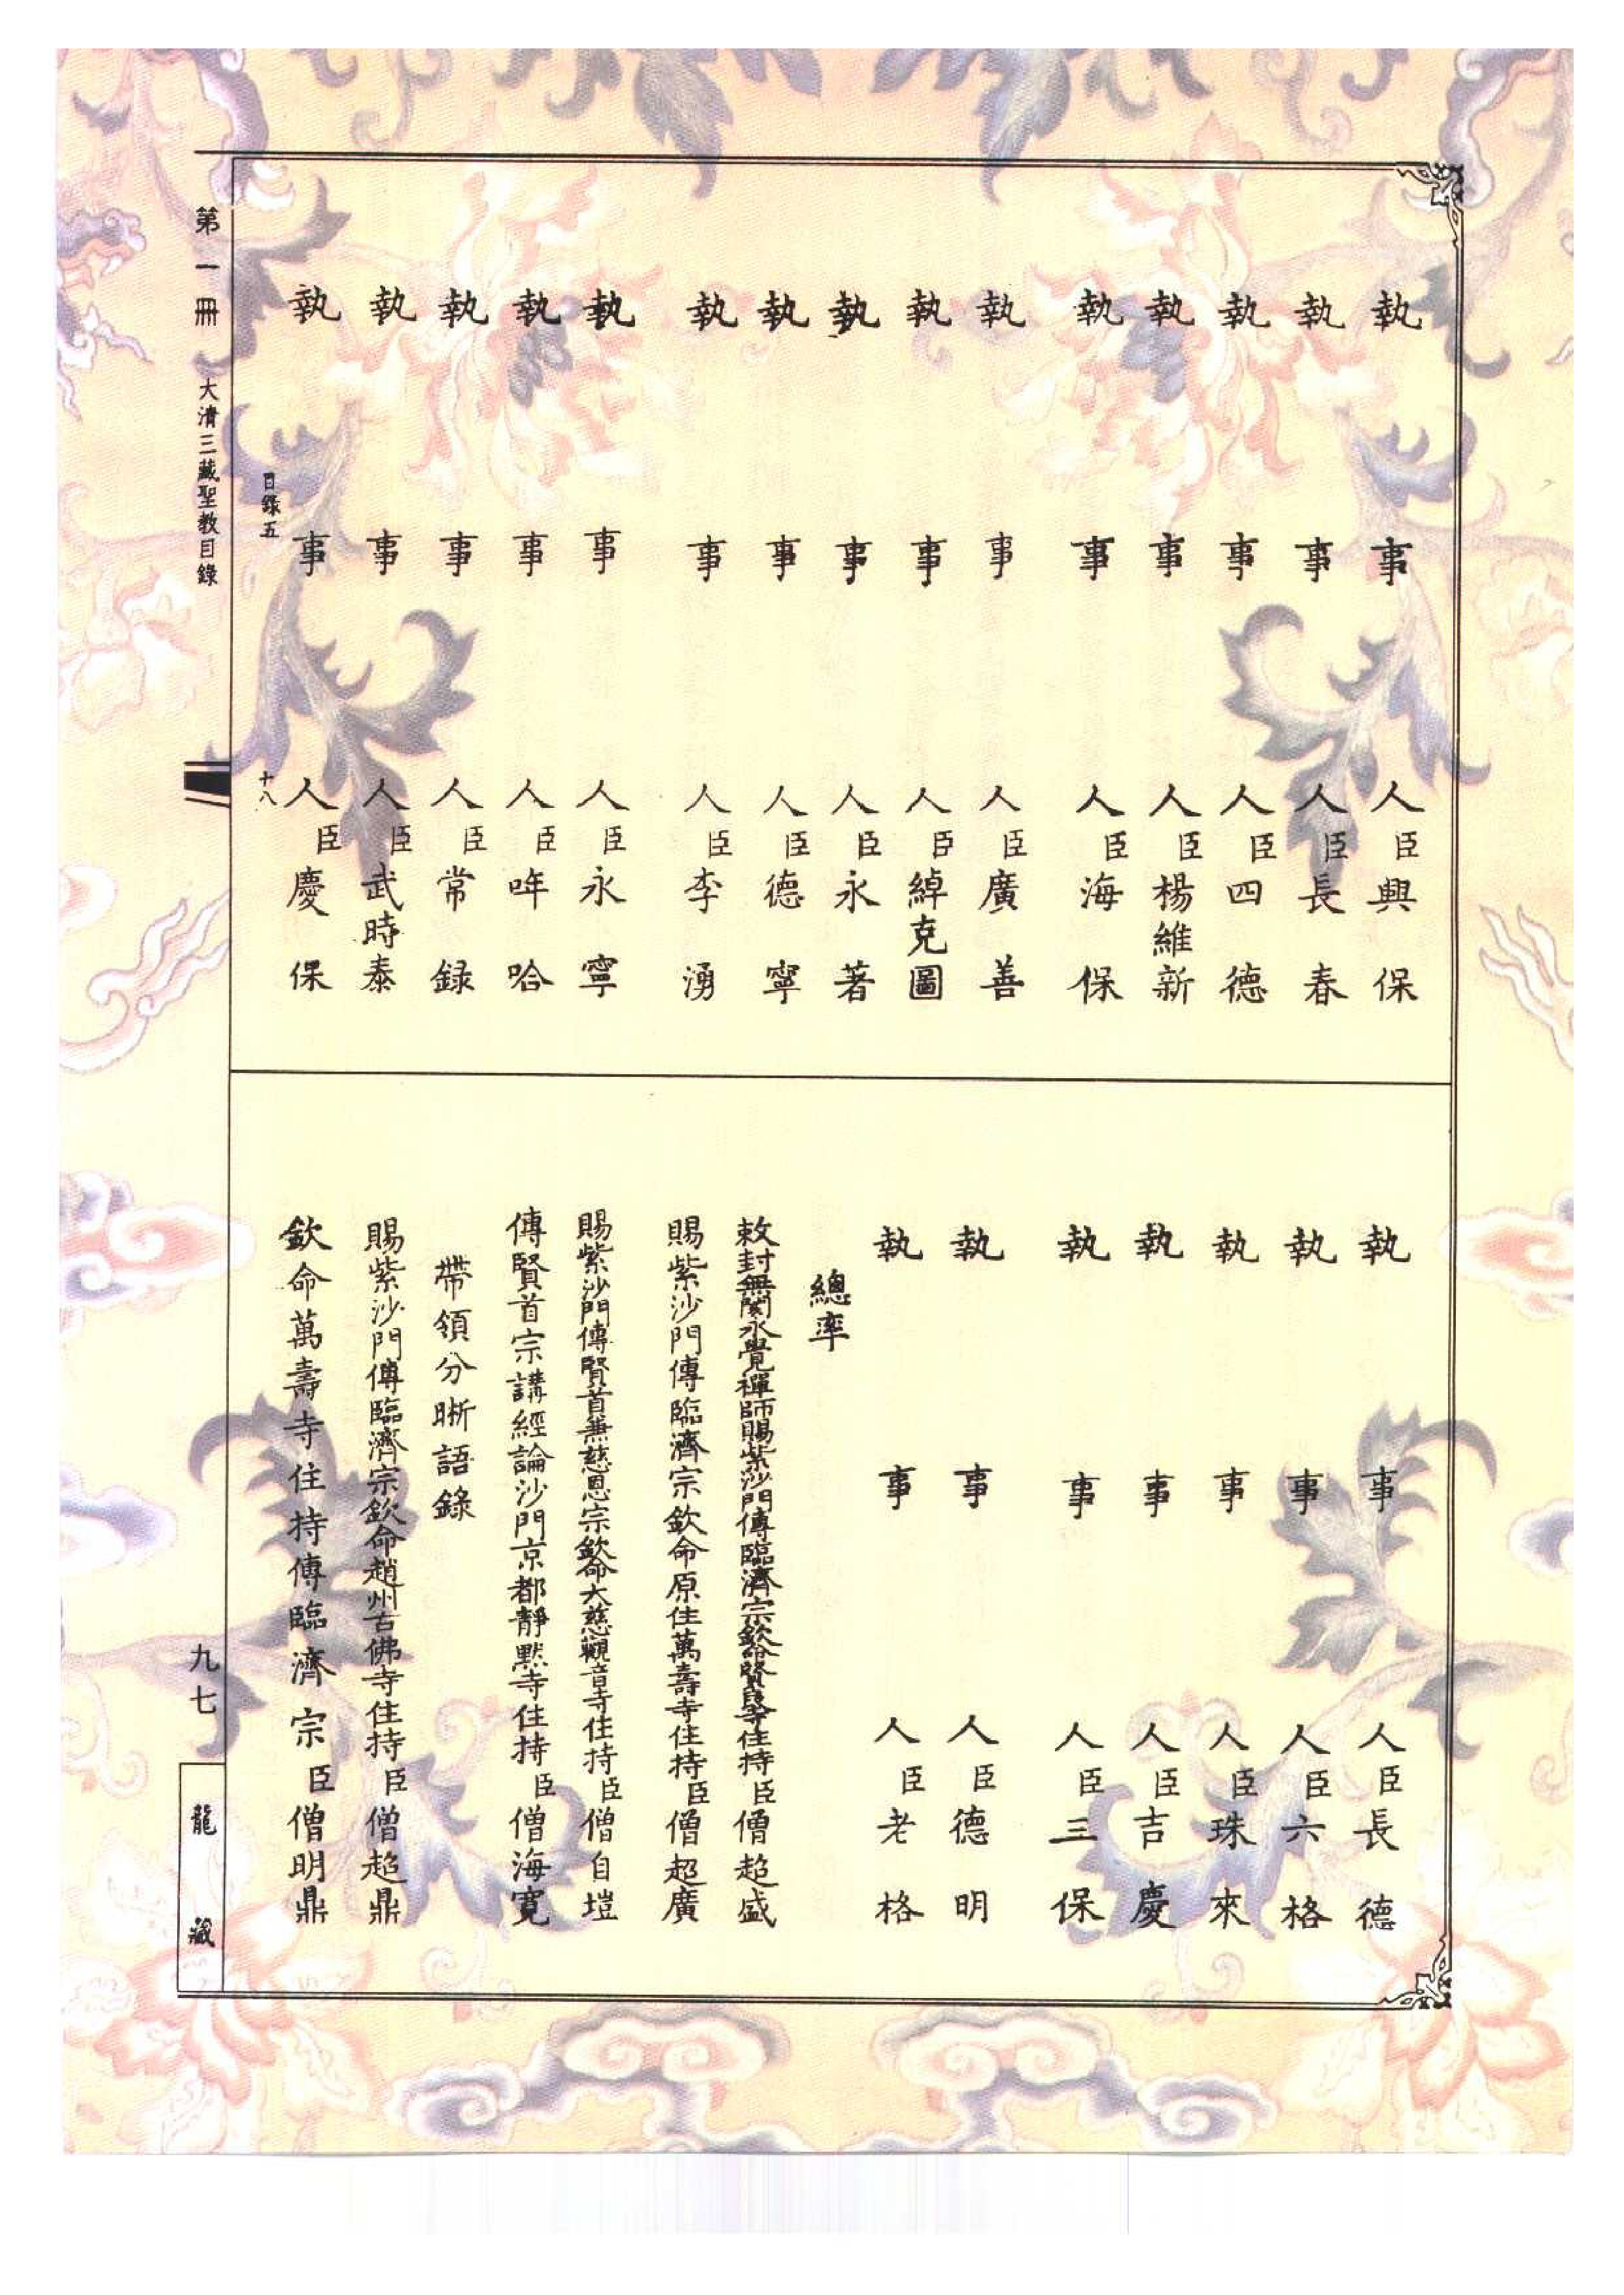 執事人臣興保
執事人臣長春
執事人臣四德
執事人臣楊維新
執事人臣海保
執事人臣廣善
執事人臣綽克圖
執事人臣永著
執事人臣德寧
執事人臣李湧
執事人臣永寧
執事人臣哖哈
執事人臣常録
執事人臣武時泰
執事人臣慶保
目錄五 十八
執事人臣長德
執事人臣六格
執事人臣珠來
執事人臣吉慶
執事人臣三保
執事人臣德明
執事人臣老格
總率
敕封無閡永覺禪師賜紫沙門傳臨濟宗欽命賢良寺住持臣僧超盛
賜紫沙門傳臨濟宗欽命原住萬壽寺住持臣僧超廣
賜紫沙門傳賢首兼慈恩宗欽命大慈觀音寺住持臣僧自塏
傳賢首宗講經論沙門京都靜默寺住持臣僧海寬
帶領分晰語錄
賜紫沙門傳臨濟宗欽命趙州古佛寺住持臣僧超鼎
欽命萬壽寺住持傳臨濟宗臣僧明鼎
第一冊 大清三藏聖教目錄
九七
龍藏